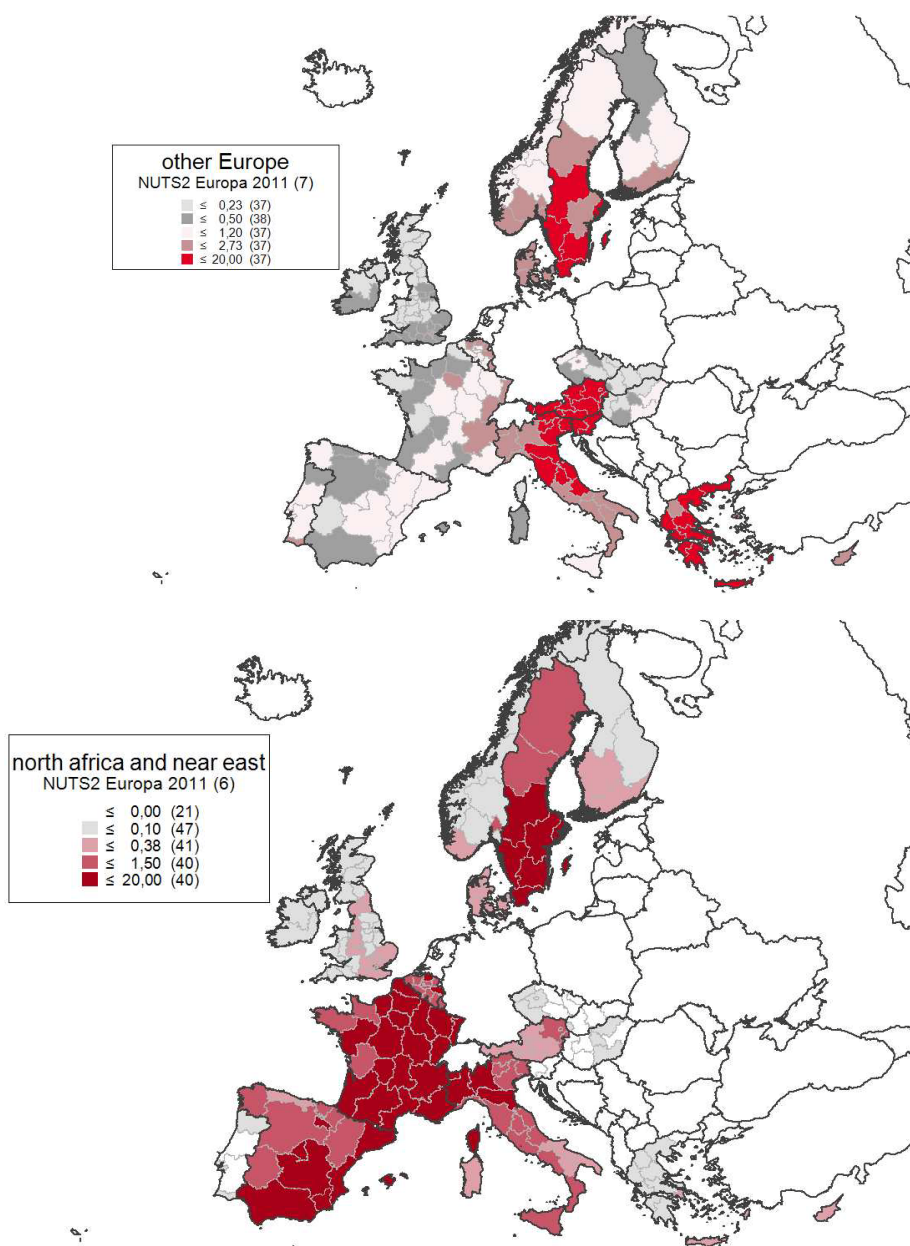 other Europe
NUTS2 Europa 2011 (7)
≤ 0,23 (37)
≤ 0,50 (38)
≤ 1,20 (37)
≤ 2,73 (37)
≤ 20,00 (37)
north africa and near east
NUTS2 Europa 2011 (6)
≤ 0,00 (21)
≤ 0,10 (47)
≤ 0,38 (41)
≤ 1,50 (40)
≤ 20,00 (40)